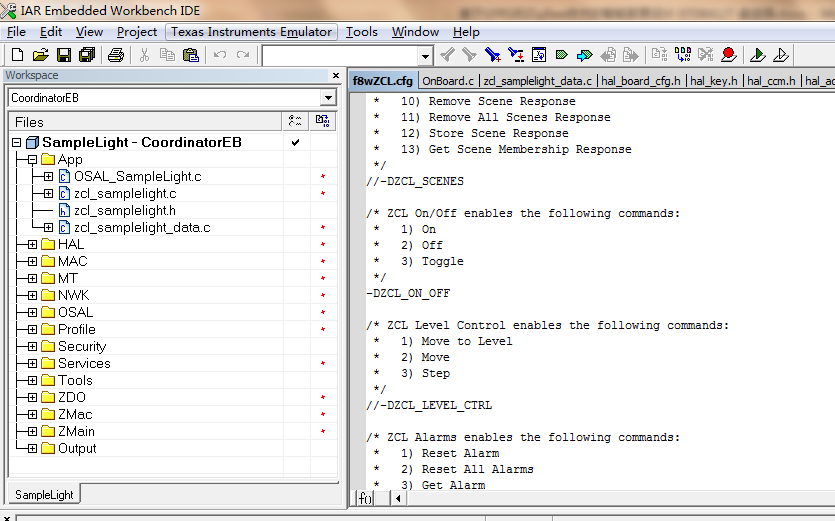 IAR Embedded Workbench IDE
File Edit View Project Texas Instruments Emulator Tools Window Help
Workspace
CoordinatorEB
Files
SampleLight - CoordinatorEB
App
OSAL_SampleLight.c
zcl_samplelight.c
zcl_samplelight.h
zcl_samplelight_data.c
HAL
MAC
MT
NWK
OSAL
Profile
Security
Services
Tools
ZDO
ZMac
ZMain
Output
SampleLight
f8wZCL.cfg OnBoard.c zcl_samplelight_data.c hal_board_cfg.h hal_key.h hal_ccm.h
* 10) Remove Scene Response
* 11) Remove All Scenes Response
* 12) Store Scene Response
* 13) Get Scene Membership Response
*/
//-DZCL_SCENES
/* ZCL On/Off enables the following commands:
* 1) On
* 2) Off
* 3) Toggle
*/
-DZCL_ON_OFF
/* ZCL Level Control enables the following commands:
* 1) Move to Level
* 2) Move
* 3) Step
*/
//-DZCL_LEVEL_CTRL
/* ZCL Alarms enables the following commands:
* 1) Reset Alarm
* 2) Reset All Alarms
* 3) Get Alarm
f()